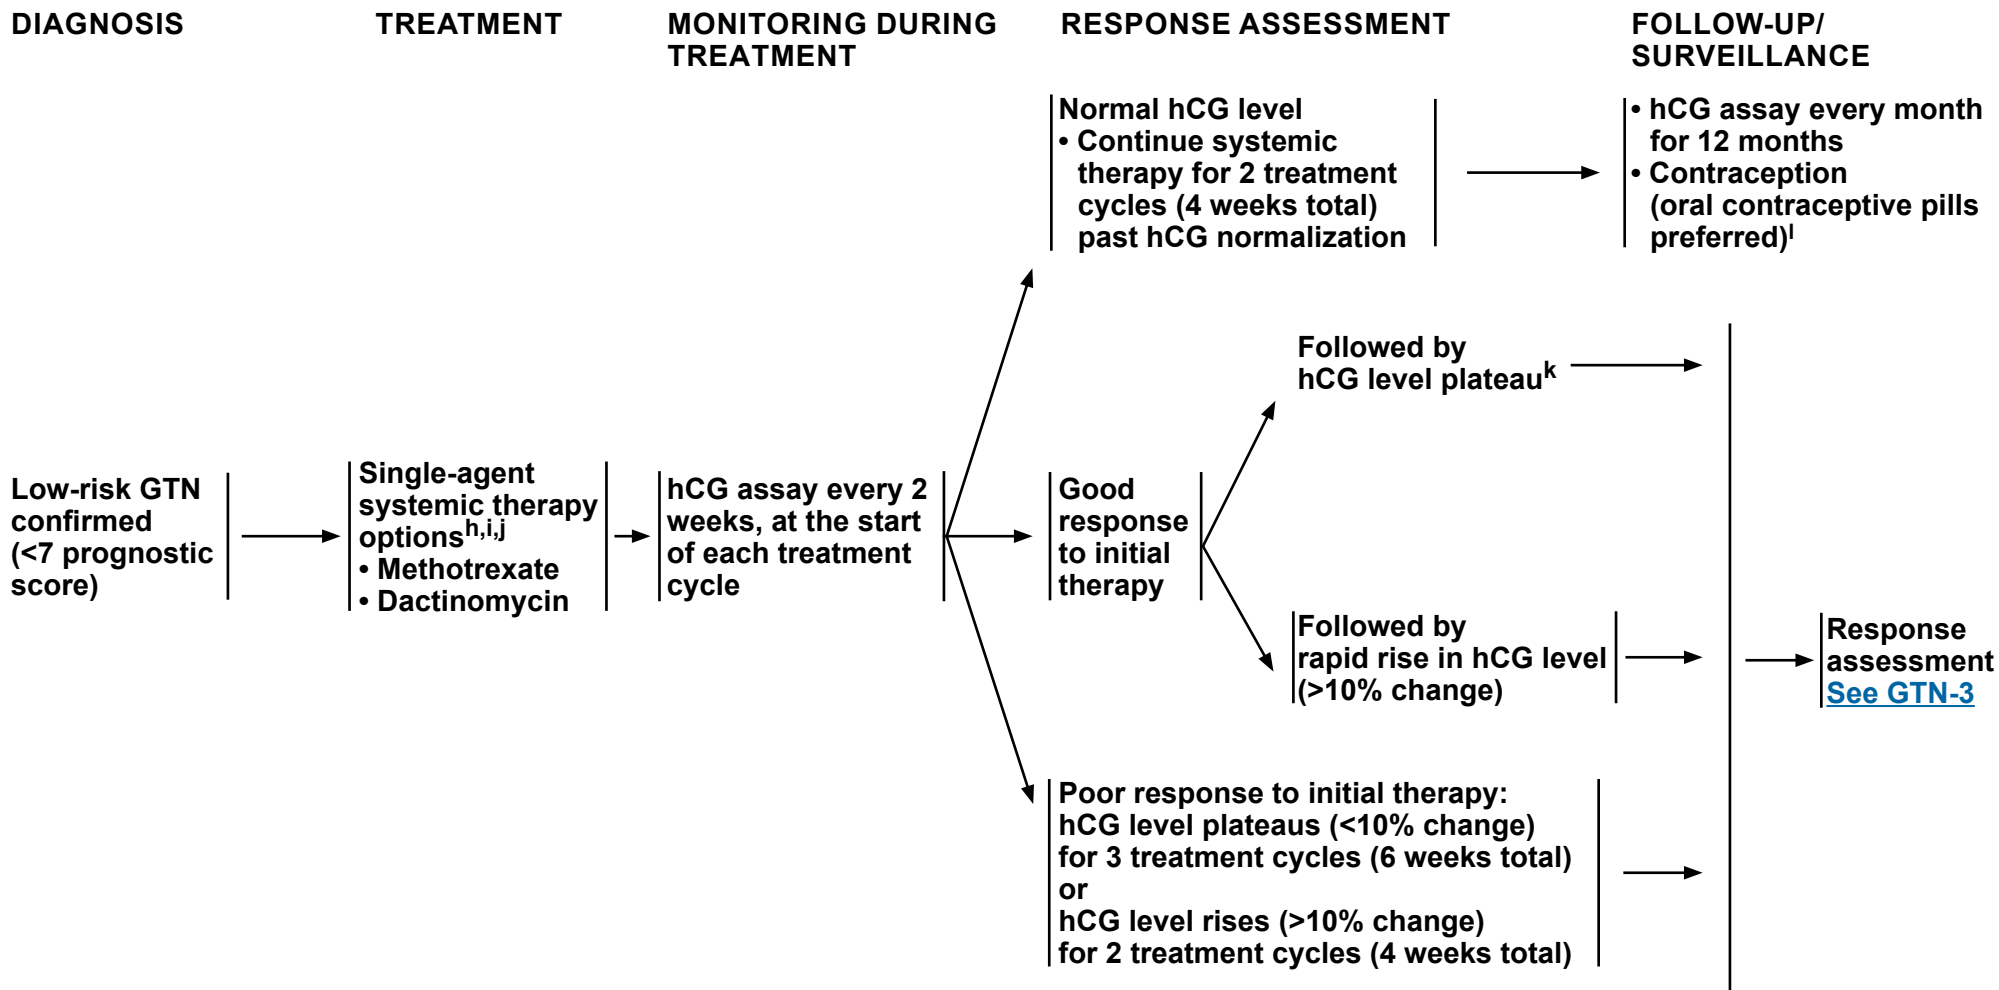 DIAGNOSIS
TREATMENT
MONITORING DURING
TREATMENT
RESPONSE ASSESSMENT
FOLLOW-UP/
SURVEILLANCE
Normal hCG level
• Continue systemic
therapy for 2 treatment
cycles (4 weeks total)
past hCG normalization
• hCG assay every month
for 12 months
• Contraception
(oral contraceptive pills
preferred)l
Followed by
hCG level plateauk
Low-risk GTN
confirmed
(<7 prognostic
score)
Single-agent
systemic therapy
optionsh,i,j
• Methotrexate
• Dactinomycin
hCG assay every 2
weeks, at the start
of each treatment
cycle
Good
response
to initial
therapy
Followed by
rapid rise in hCG level
(>10% change)
Response
assessment
See GTN-3
Poor response to initial therapy:
hCG level plateaus (<10% change)
for 3 treatment cycles (6 weeks total)
or
hCG level rises (>10% change)
for 2 treatment cycles (4 weeks total)